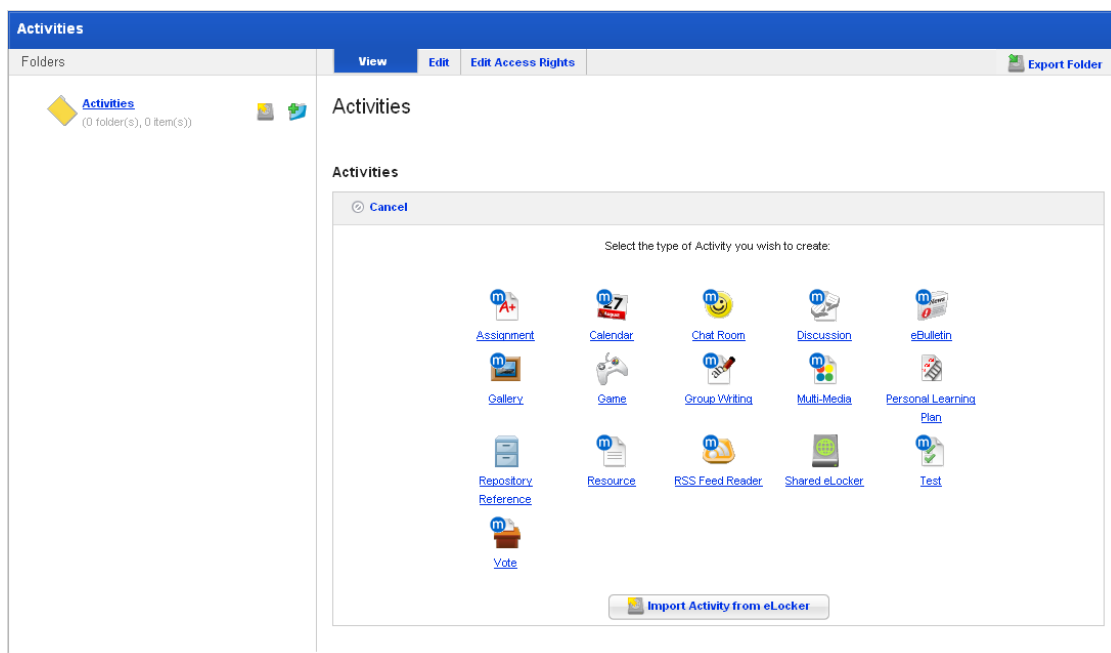 Activities
Folders
View Edit Edit Access Rights Export Folder
Activities
(0 folder(s), 0 item(s))
Activities
Activities
Cancel
Select the type of Activity you wish to create:
Assignment Calendar Chat Room Discussion eBulletin
Gallery Game Group Writing Multi-Media Personal Learning
Plan
Repository Resource RSS Feed Reader Shared eLocker Test
Reference
Vote
Import Activity from eLocker